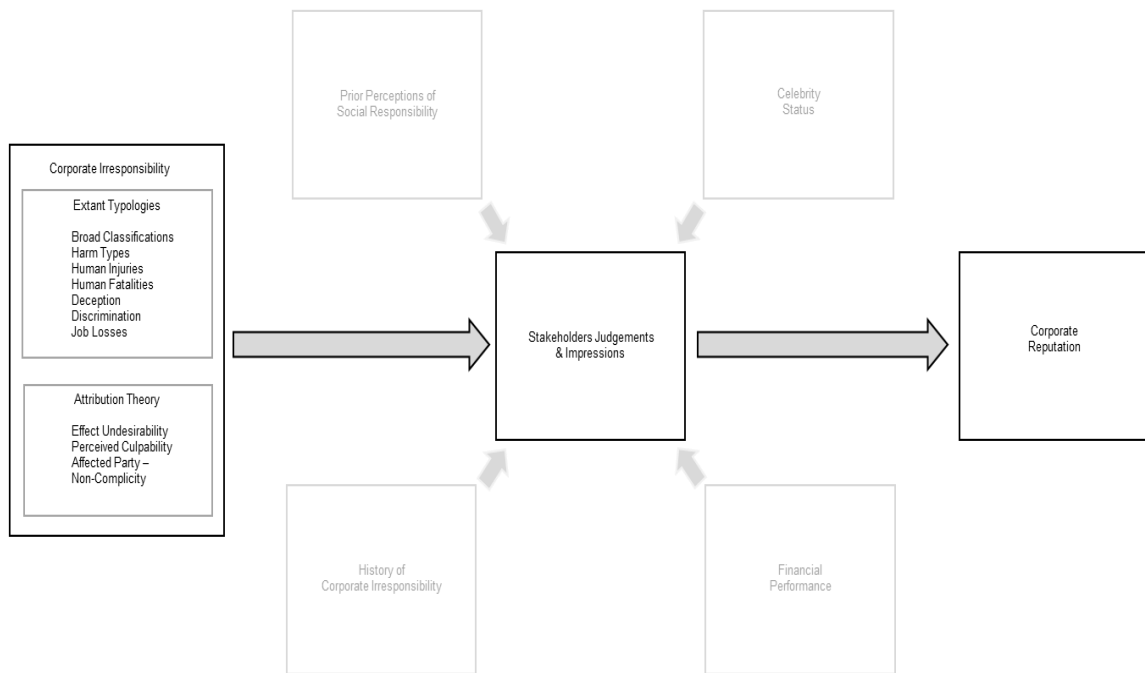 Prior Perceptions of
Social Responsibility
Celebrity
Status
Corporate Irresponsibility
Extant Typologies
Broad Classifications
Harm Types
Human Injuries
Human Fatalities
Deception
Discrimination
Job Losses
Attribution Theory
Effect Undesirability
Perceived Culpability
Affected Party –
Non-Complicity
Stakeholders Judgements
& Impressions
Corporate
Reputation
History of
Corporate Irresponsibility
Financial
Performance